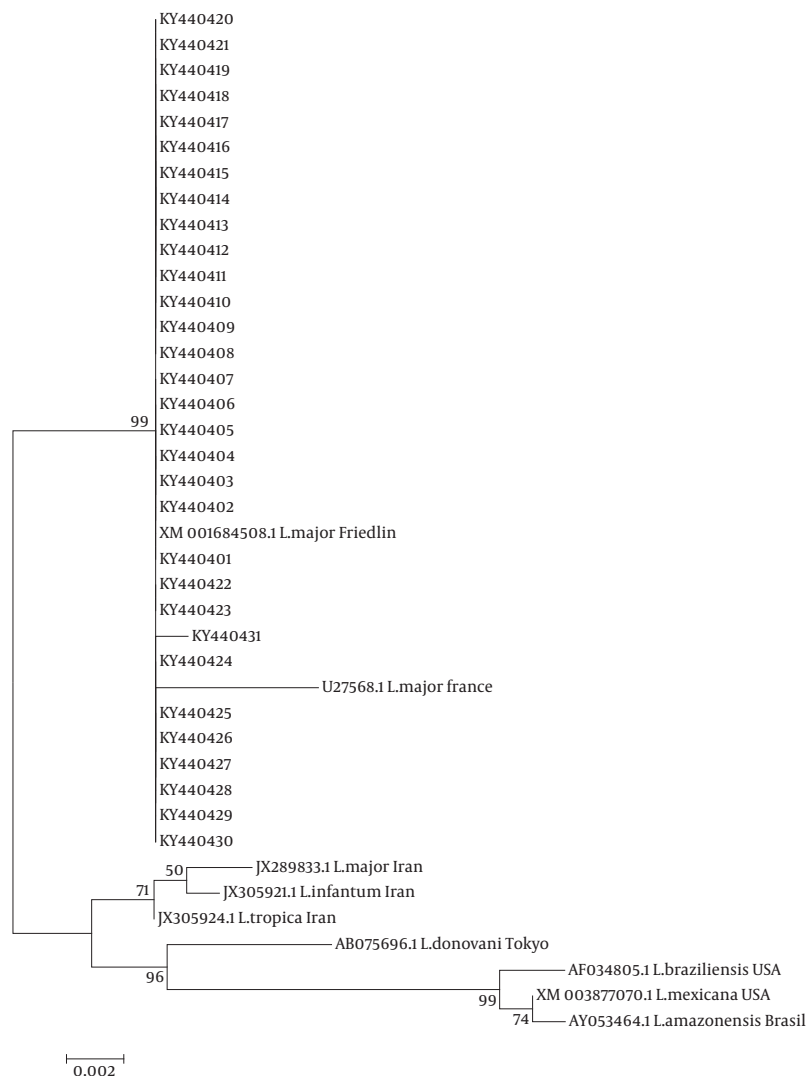 KY440420
KY440421
KY440419
KY440418
KY440417
KY440416
KY440415
KY440414
KY440413
KY440412
KY440411
KY440410
KY440409
KY440408
KY440407
KY440406
99
KY440405
KY440404
KY440403
KY440402
XM 001684508.1 L.major Friedlin
KY440401
KY440422
KY440423
KY440431
KY440424
U27568.1 L.major france
KY440425
KY440426
KY440427
KY440428
KY440429
KY440430
JX289833.1 L.major Iran
50
JX305921.1 L.infantum Iran
71
JX305924.1 L.tropica Iran
AB075696.1 L.donovani Tokyo
96
AF034805.1 L.braziliensis USA
99
XM 003877070.1 L.mexicana USA
74
AY053464.1 L.amazonensis Brasil
0.002